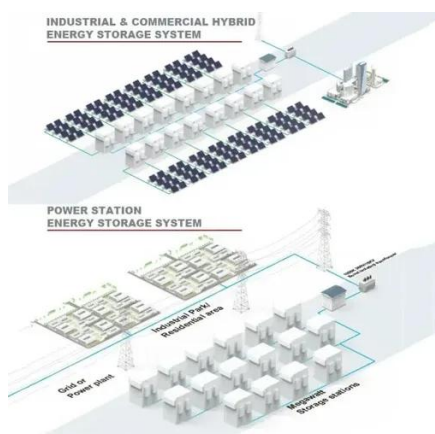 INDUSTRIAL & COMMERCIAL HYBRID
ENERGY STORAGE SYSTEM
POWER STATION
ENERGY STORAGE SYSTEM
Industrial Park/
Residential area
Grid or
Power plant
Megawatt
Storage stations